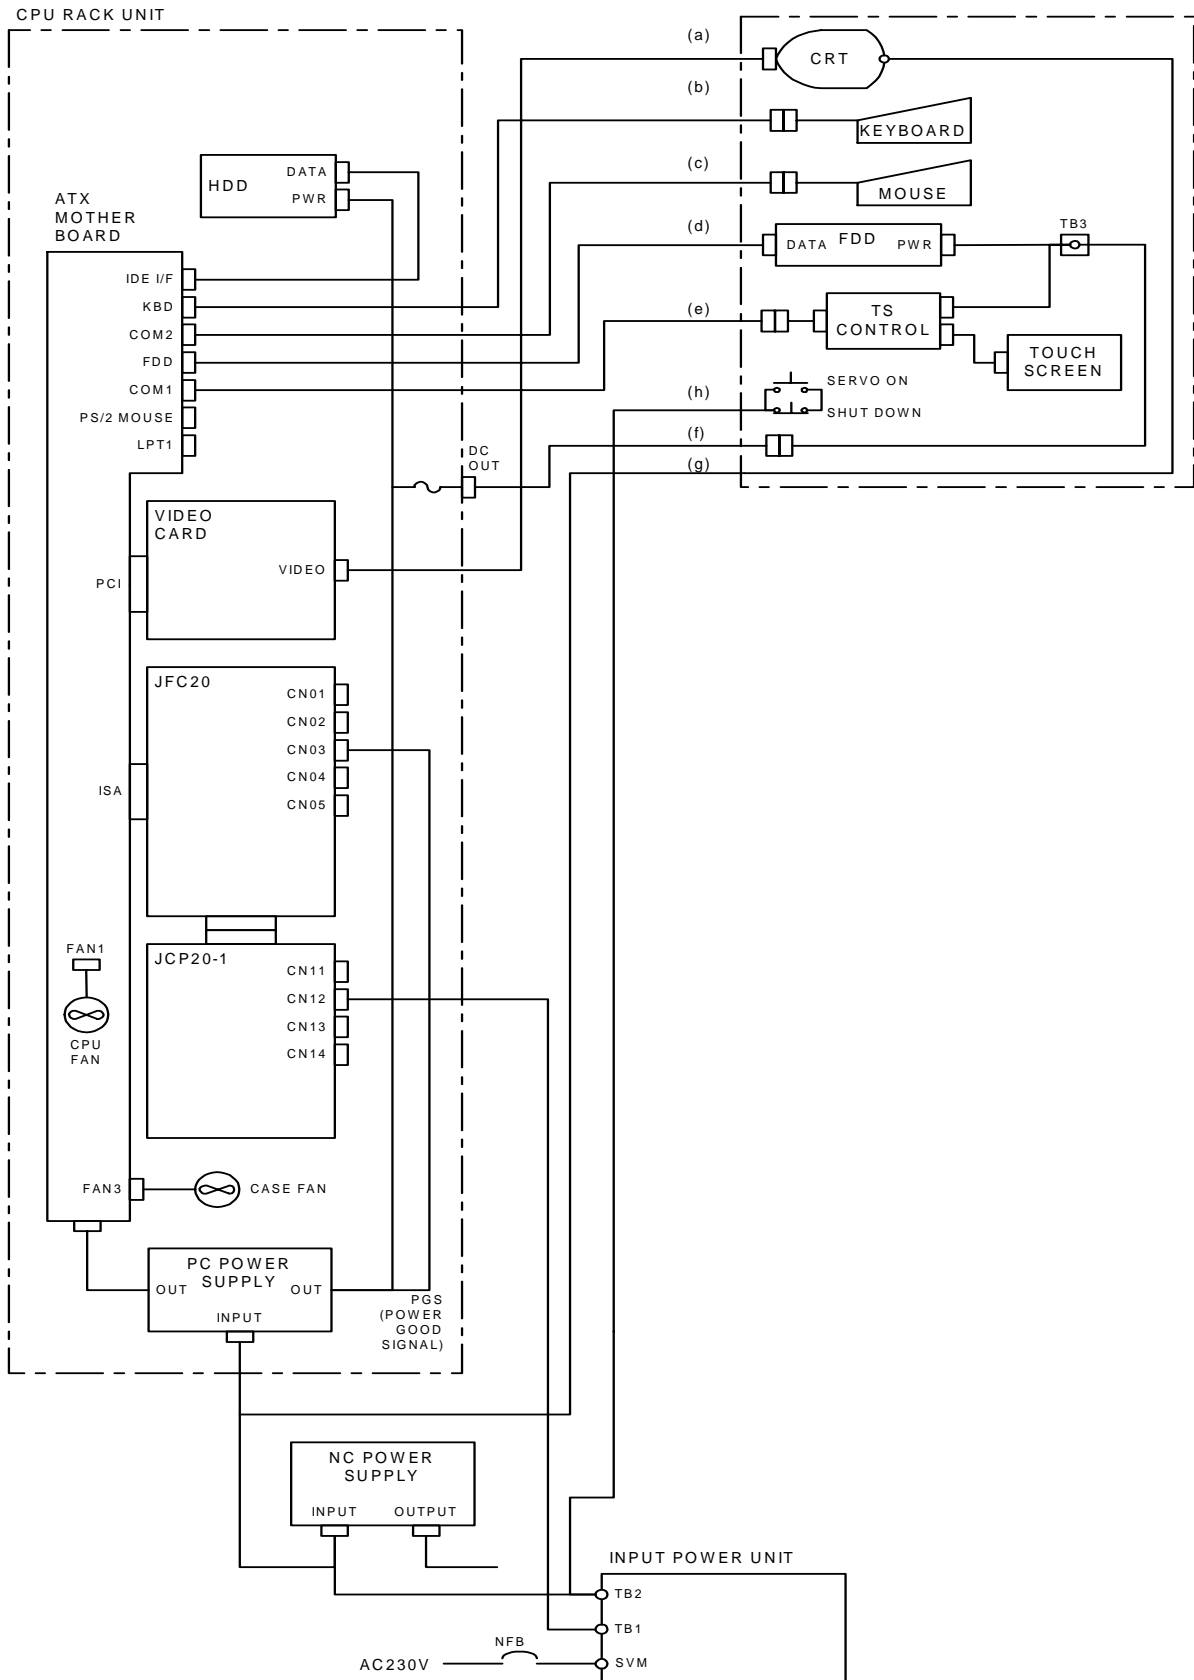 CPU RACK UNIT
(a)
CRT
(b)
KEYBOARD
(c)
MOUSE
(d)
DATA
FDD
PWR
TB3
(e)
TS
CONTROL
TOUCH
SCREEN
(h)
SERVO ON
SHUT DOWN
(f)
(g)
HDD
DATA
PWR
ATX
MOTHER
BOARD
IDE I/F
KBD
COM2
FDD
COM1
PS/2 MOUSE
LPT1
DC
OUT
VIDEO
CARD
VIDEO
PCI
JFC20
CN01
CN02
CN03
CN04
CN05
ISA
JCP20-1
CN11
CN12
CN13
CN14
FAN1
CPU
FAN
FAN3
CASE FAN
PC POWER
SUPPLY
OUT
OUT
INPUT
PGS
(POWER
GOOD
SIGNAL)
NC POWER
SUPPLY
INPUT
OUTPUT
INPUT POWER UNIT
TB2
TB1
NFB
SVM
AC230V